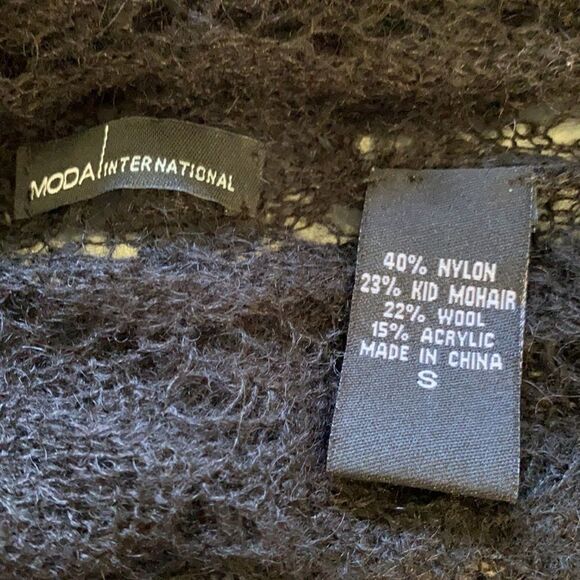 MODA INTERNATIONAL
40% NYLON
23% KID MOHAIR
22% WOOL
15% ACRYLIC
MADE IN CHINA
S